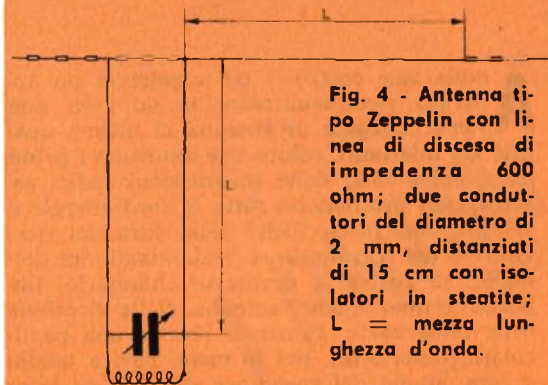 L
L
Fig. 4 - Antenna ti-
po Zeppelin con li-
nea di discesa di
impedenza 600
ohm; due condut-
tori del diametro di
2 mm, distanziati
di 15 cm con iso-
latori in steatite;
L = mezza lun-
ghezza d'onda.